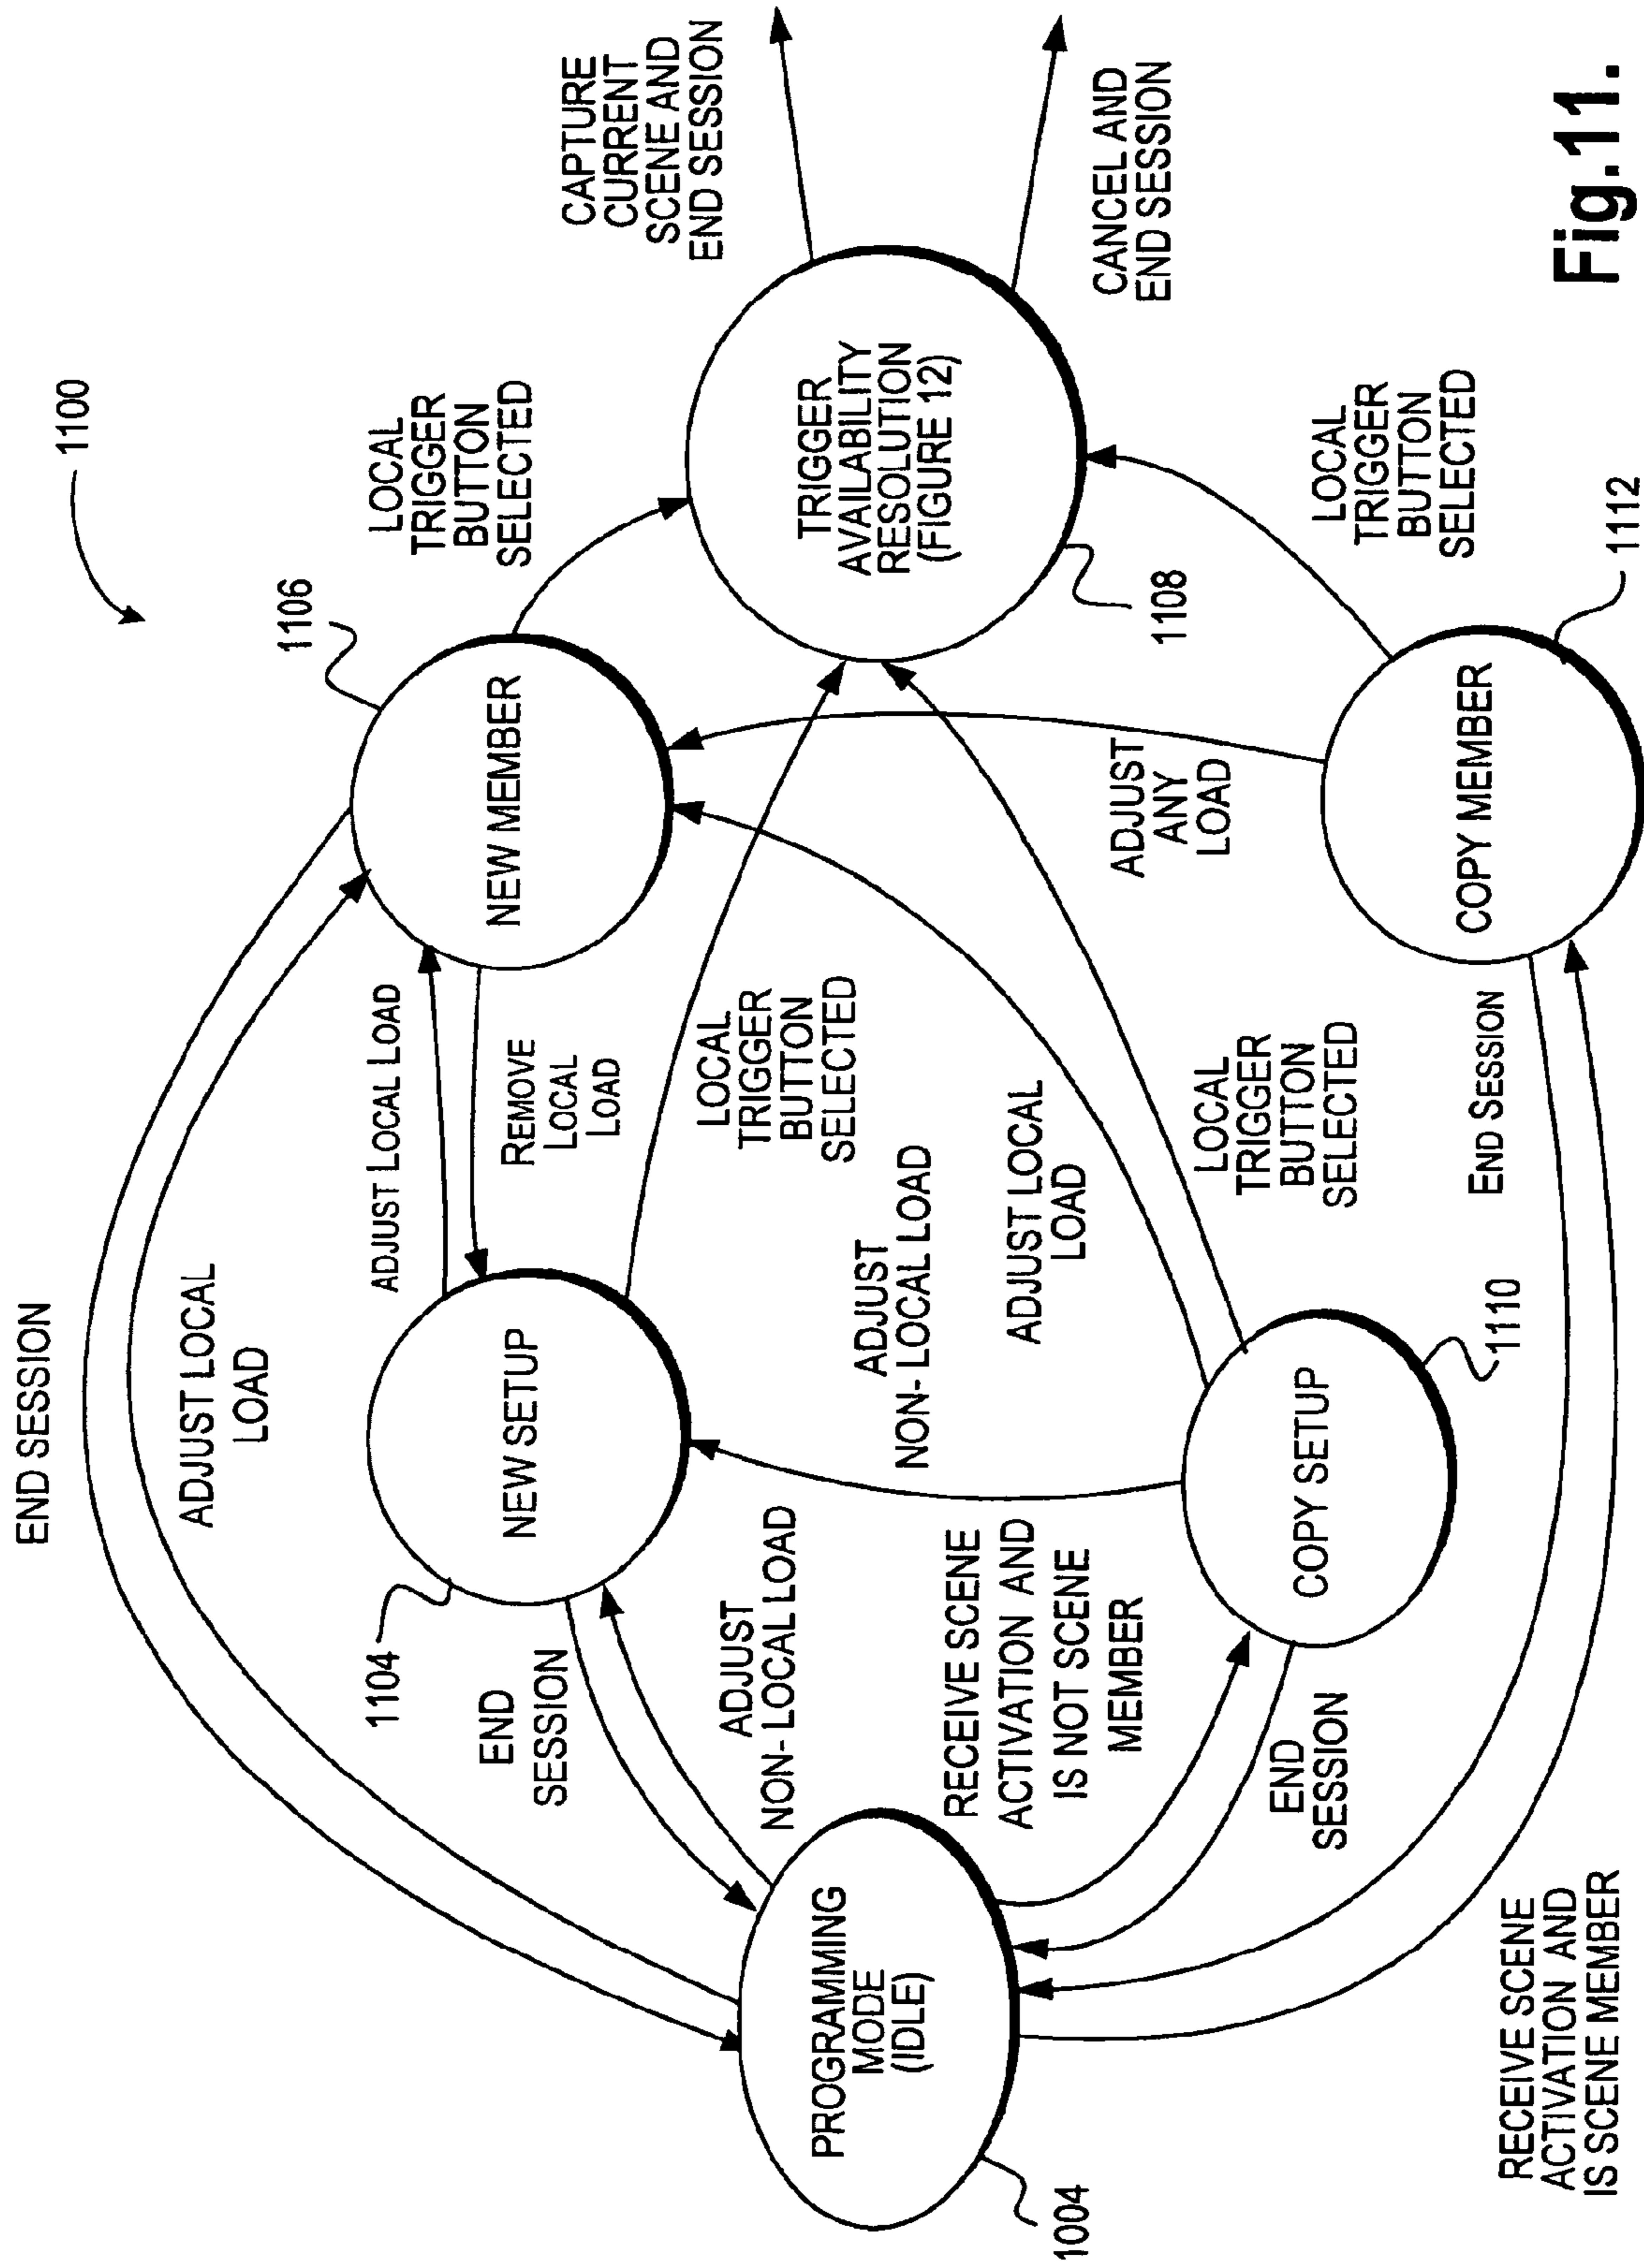 1100
END SESSION
ADJUST LOCAL
LOAD
1106
LOCAL
TRIGGER
BUTTON
SELECTED
CAPTURE
CURRENT
SCENE AND
END SESSION
1104
NEW SETUP
ADJUST LOCAL LOAD
REMOVE
LOCAL
LOAD
NEW MEMBER
END
SESSION
ADJUST
NON-LOCAL LOAD
LOCAL
TRIGGER
BUTTON
SELECTED
TRIGGER
AVAILABILITY
RESOLUTION
(FIGURE 12)
1108
CANCEL AND
END SESSION
PROGRAMMING
MODE
(IDLE)
1004
RECEIVE SCENE
ACTIVATION AND
IS NOT SCENE
MEMBER
ADJUST
NON-LOCAL LOAD
ADJUST LOCAL
LOAD
ADJUST
ANY
LOAD
LOCAL
TRIGGER
BUTTON
SELECTED
LOCAL
TRIGGER
BUTTON
SELECTED
END
SESSION
COPY SETUP
1110
END SESSION
COPY MEMBER
1112
RECEIVE SCENE
ACTIVATION AND
IS SCENE MEMBER
Fig.11.